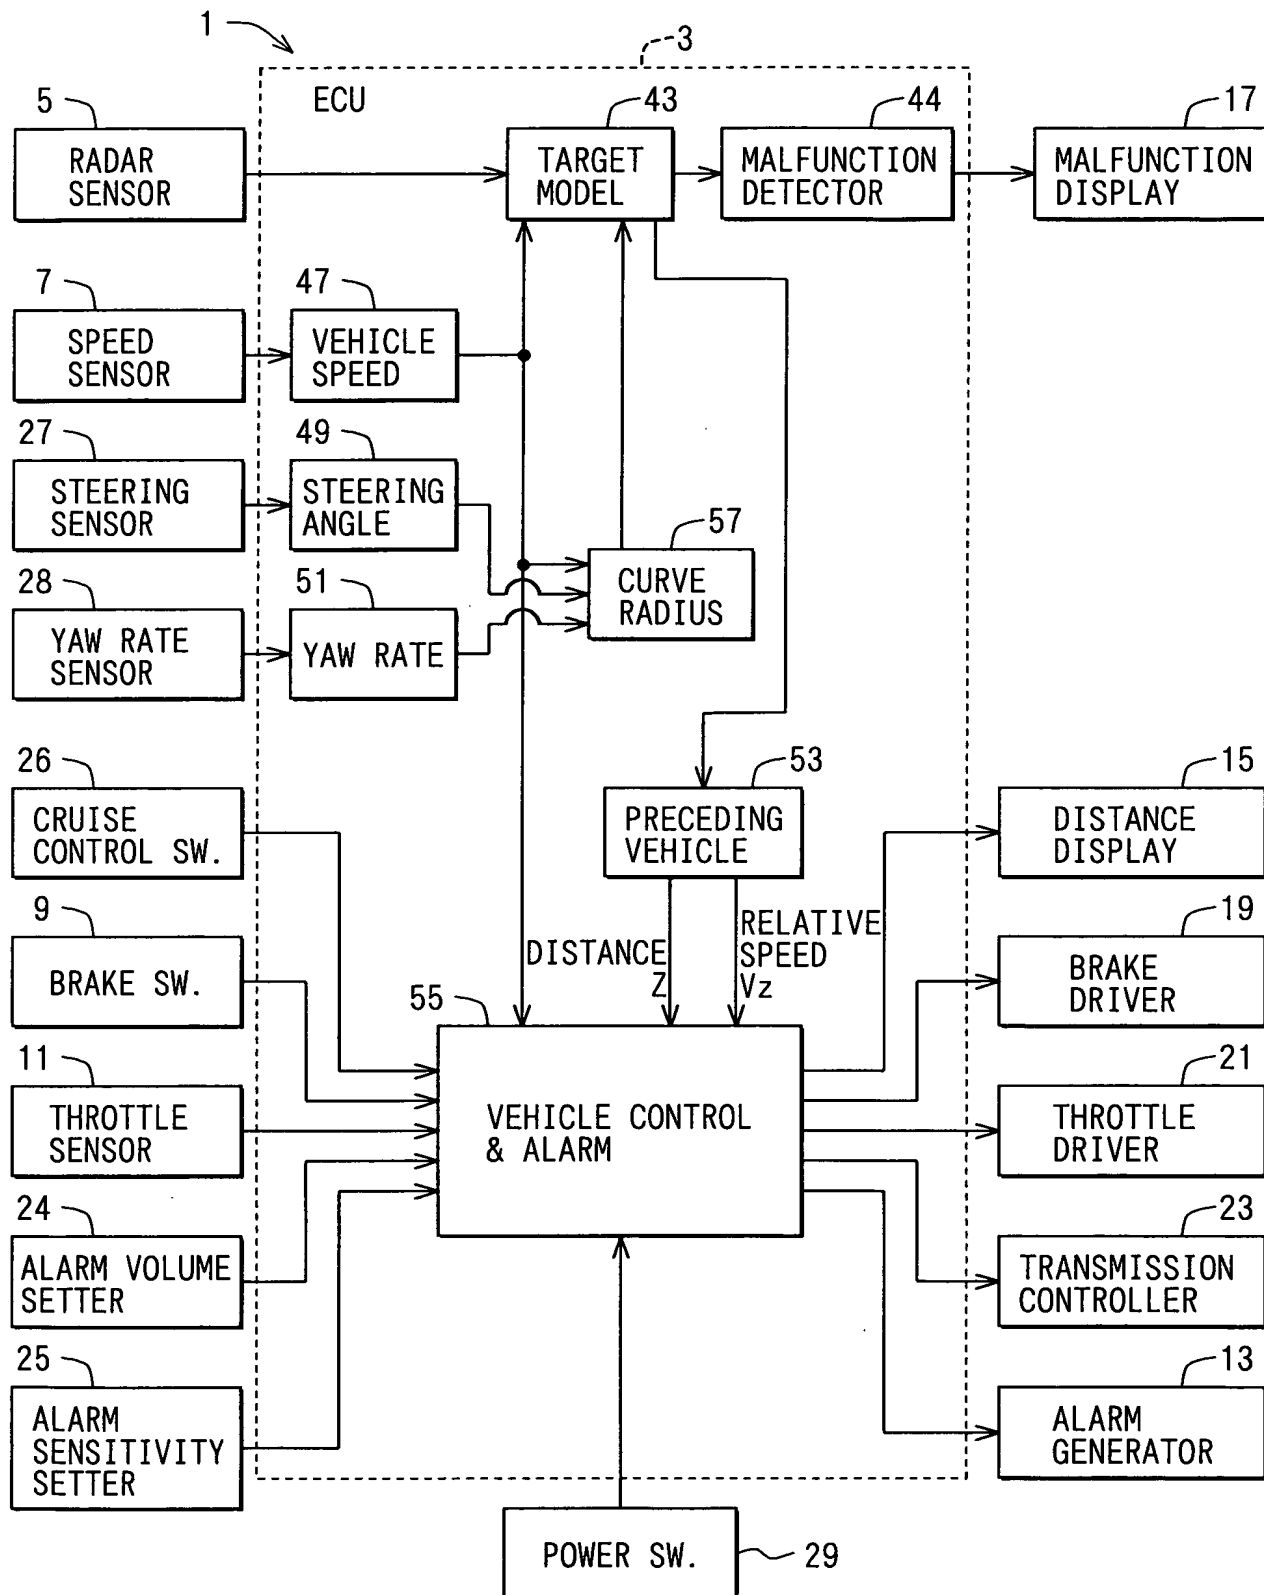 1
3
ECU
5
RADAR
SENSOR
43
TARGET
MODEL
44
MALFUNCTION
DETECTOR
17
MALFUNCTION
DISPLAY
7
SPEED
SENSOR
47
VEHICLE
SPEED
27
STEERING
SENSOR
49
STEERING
ANGLE
57
CURVE
RADIUS
28
YAW RATE
SENSOR
51
YAW RATE
26
CRUISE
CONTROL SW.
53
PRECEDING
VEHICLE
15
DISTANCE
DISPLAY
9
BRAKE SW.
DISTANCE
Z
RELATIVE
SPEED
Vz
19
BRAKE
DRIVER
55
VEHICLE CONTROL
& ALARM
11
THROTTLE
SENSOR
21
THROTTLE
DRIVER
24
ALARM VOLUME
SETTER
23
TRANSMISSION
CONTROLLER
25
ALARM
SENSITIVITY
SETTER
13
ALARM
GENERATOR
POWER SW.
29